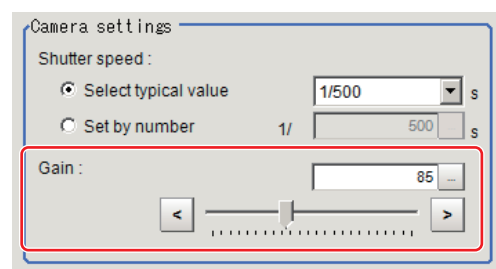 Camera settings
Shutter speed :
Select typical value 1/500 s
Set by number 1/ 500 ... s
Gain :
85 ...
< >